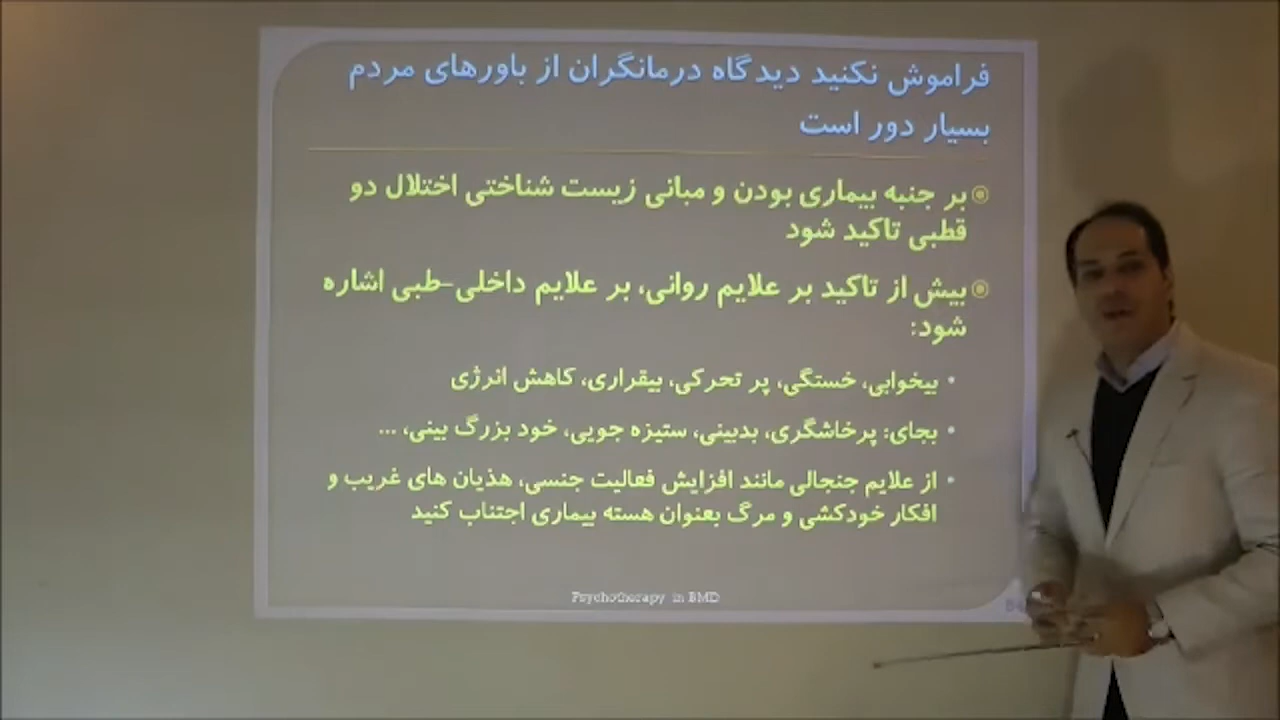 فراموش نکنید دیدگاه درمانگران از باورهای مردم
بسیار دور است
بر جنبه بیماری بودن و مبانی زیست شناختی اختلال دو
قطبی تاکید شود
بیش از تاکید بر علایم روانی، بر علایم داخلی-طبی اشاره
شود:
• بیخوابی، خستگی، پر تحرکی، بیقراری، کاهش انرژی
• بجای: پرخاشگری، بدبینی، ستیزه جویی، خود بزرگ بینی، ...
• از علایم جنجالی مانند افزایش فعالیت جنسی، هذیان های غریب و
افکار خودکشی و مرگ بعنوان هسته بیماری اجتناب کنید
Psychotherapy in BMD